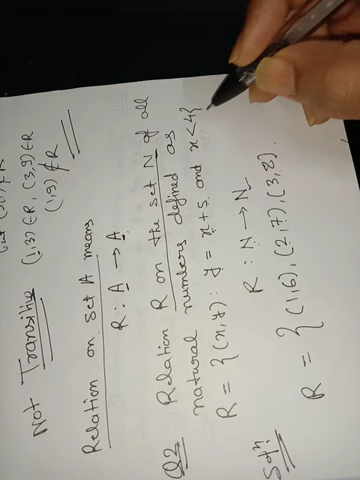 Not Transitive (1,3) ∈ R, (3,9) ∈ R
(1,9) ∉ R
Relation on set A means
R : A → A
Q2 Relation R on the set N of all
natural numbers defined as
R = {(x,y) : y = x+5 and x<4}
Solⁿ: R : N → N
R = {(1,6), (2,7), (3,8).